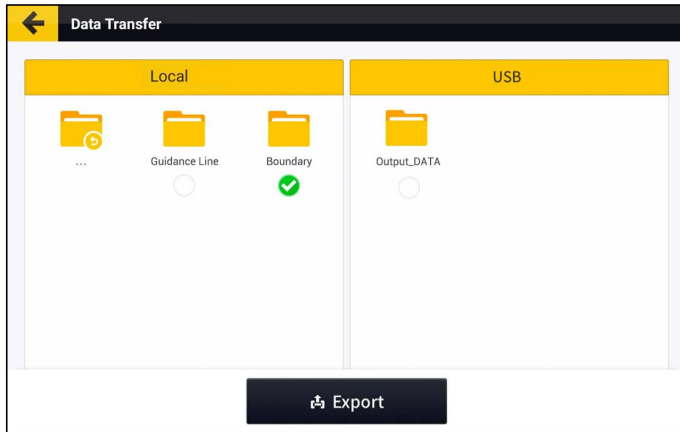 Data Transfer
Local
USB
...
Guidance Line
Boundary
Output_DATA
Export